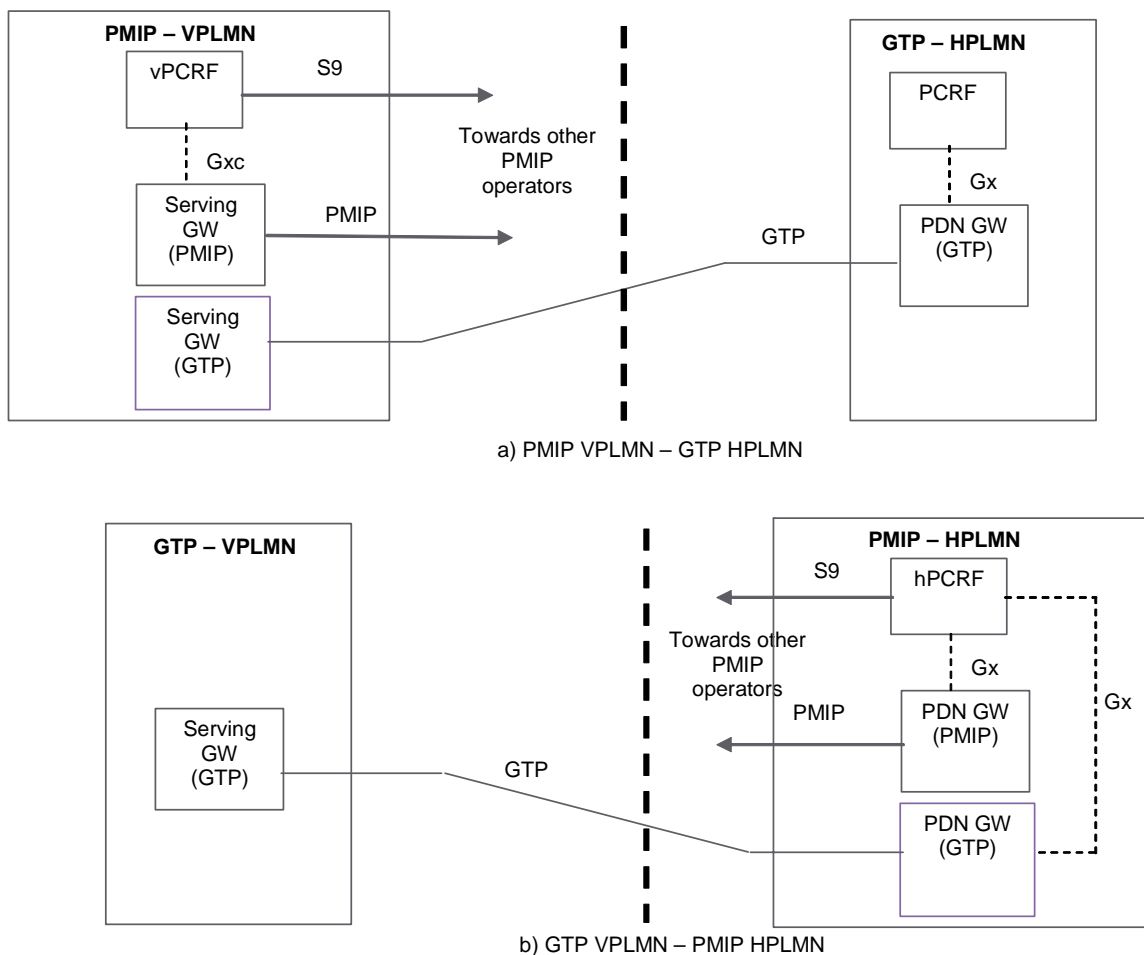 PMIP – VPLMN
vPCRF
S9
Gxc
Towards other
PMIP
operators
Serving
GW
(PMIP)
PMIP
Serving
GW
(GTP)
GTP
GTP – HPLMN
PCRF
Gx
PDN GW
(GTP)
a) PMIP VPLMN – GTP HPLMN
GTP – VPLMN
Serving
GW
(GTP)
GTP
PMIP – HPLMN
S9
hPCRF
Towards other
PMIP
operators
Gx
Gx
PMIP
PDN GW
(PMIP)
PDN GW
(GTP)
b) GTP VPLMN – PMIP HPLMN